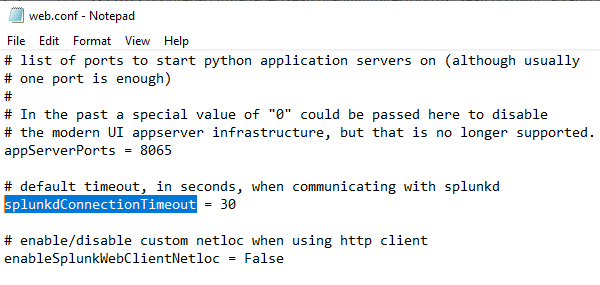 web.conf - Notepad
File Edit Format View Help
# list of ports to start python application servers on (although usually
# one port is enough)
#
# In the past a special value of "0" could be passed here to disable
# the modern UI appserver infrastructure, but that is no longer supported.
appServerPorts = 8065
# default timeout, in seconds, when communicating with splunkd
splunkdConnectionTimeout = 30
# enable/disable custom netloc when using http client
enableSplunkWebClientNetloc = False